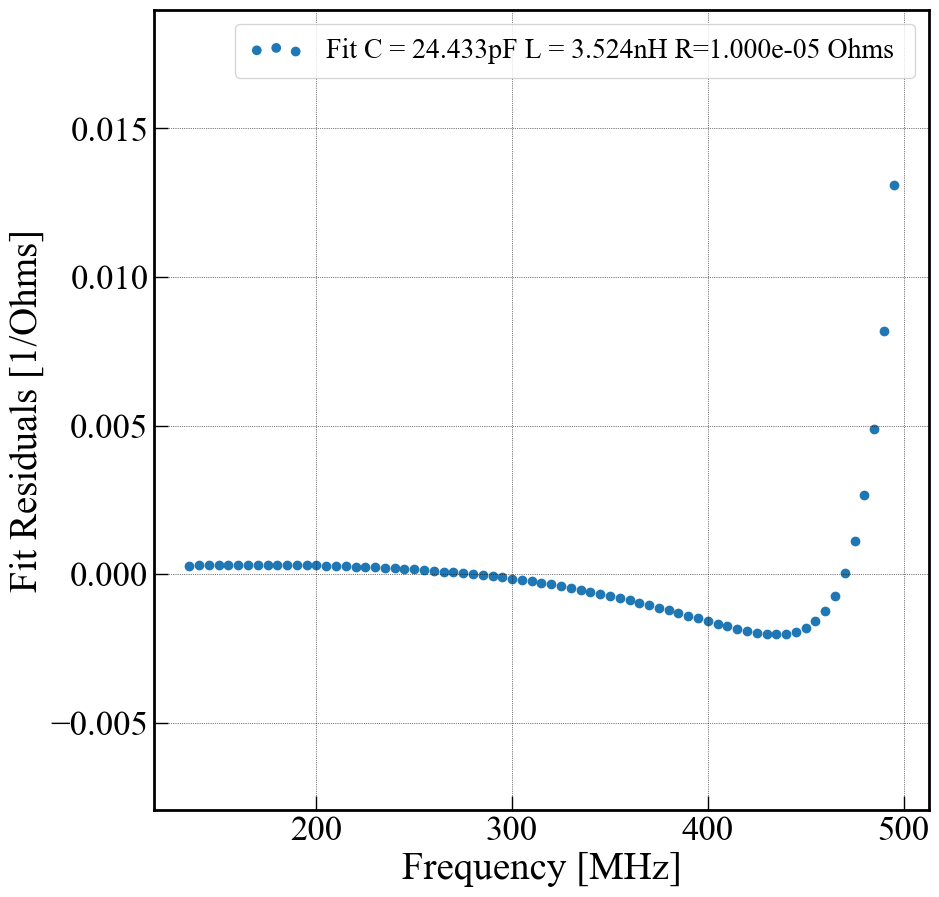 Fit C = 24.433pF L = 3.524nH R=1.000e-05 Ohms
0.015
0.010
0.005
0.000
−0.005
Fit Residuals [1/Ohms]
200 300 400 500
Frequency [MHz]